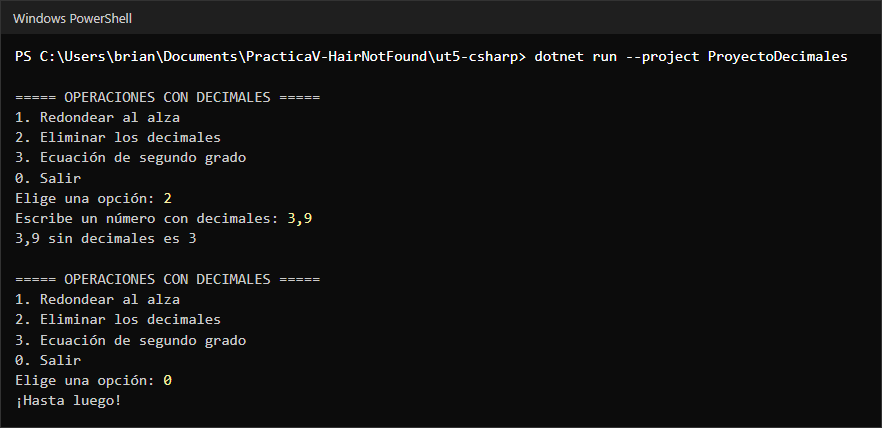 Windows PowerShell
PS C:\Users\brian\Documents\PracticaV-HairNotFound\ut5-csharp> dotnet run --project ProyectoDecimales
===== OPERACIONES CON DECIMALES =====
1. Redondear al alza
2. Eliminar los decimales
3. Ecuación de segundo grado
0. Salir
Elige una opción: 2
Escribe un número con decimales: 3,9
3,9 sin decimales es 3
===== OPERACIONES CON DECIMALES =====
1. Redondear al alza
2. Eliminar los decimales
3. Ecuación de segundo grado
0. Salir
Elige una opción: 0
¡Hasta luego!